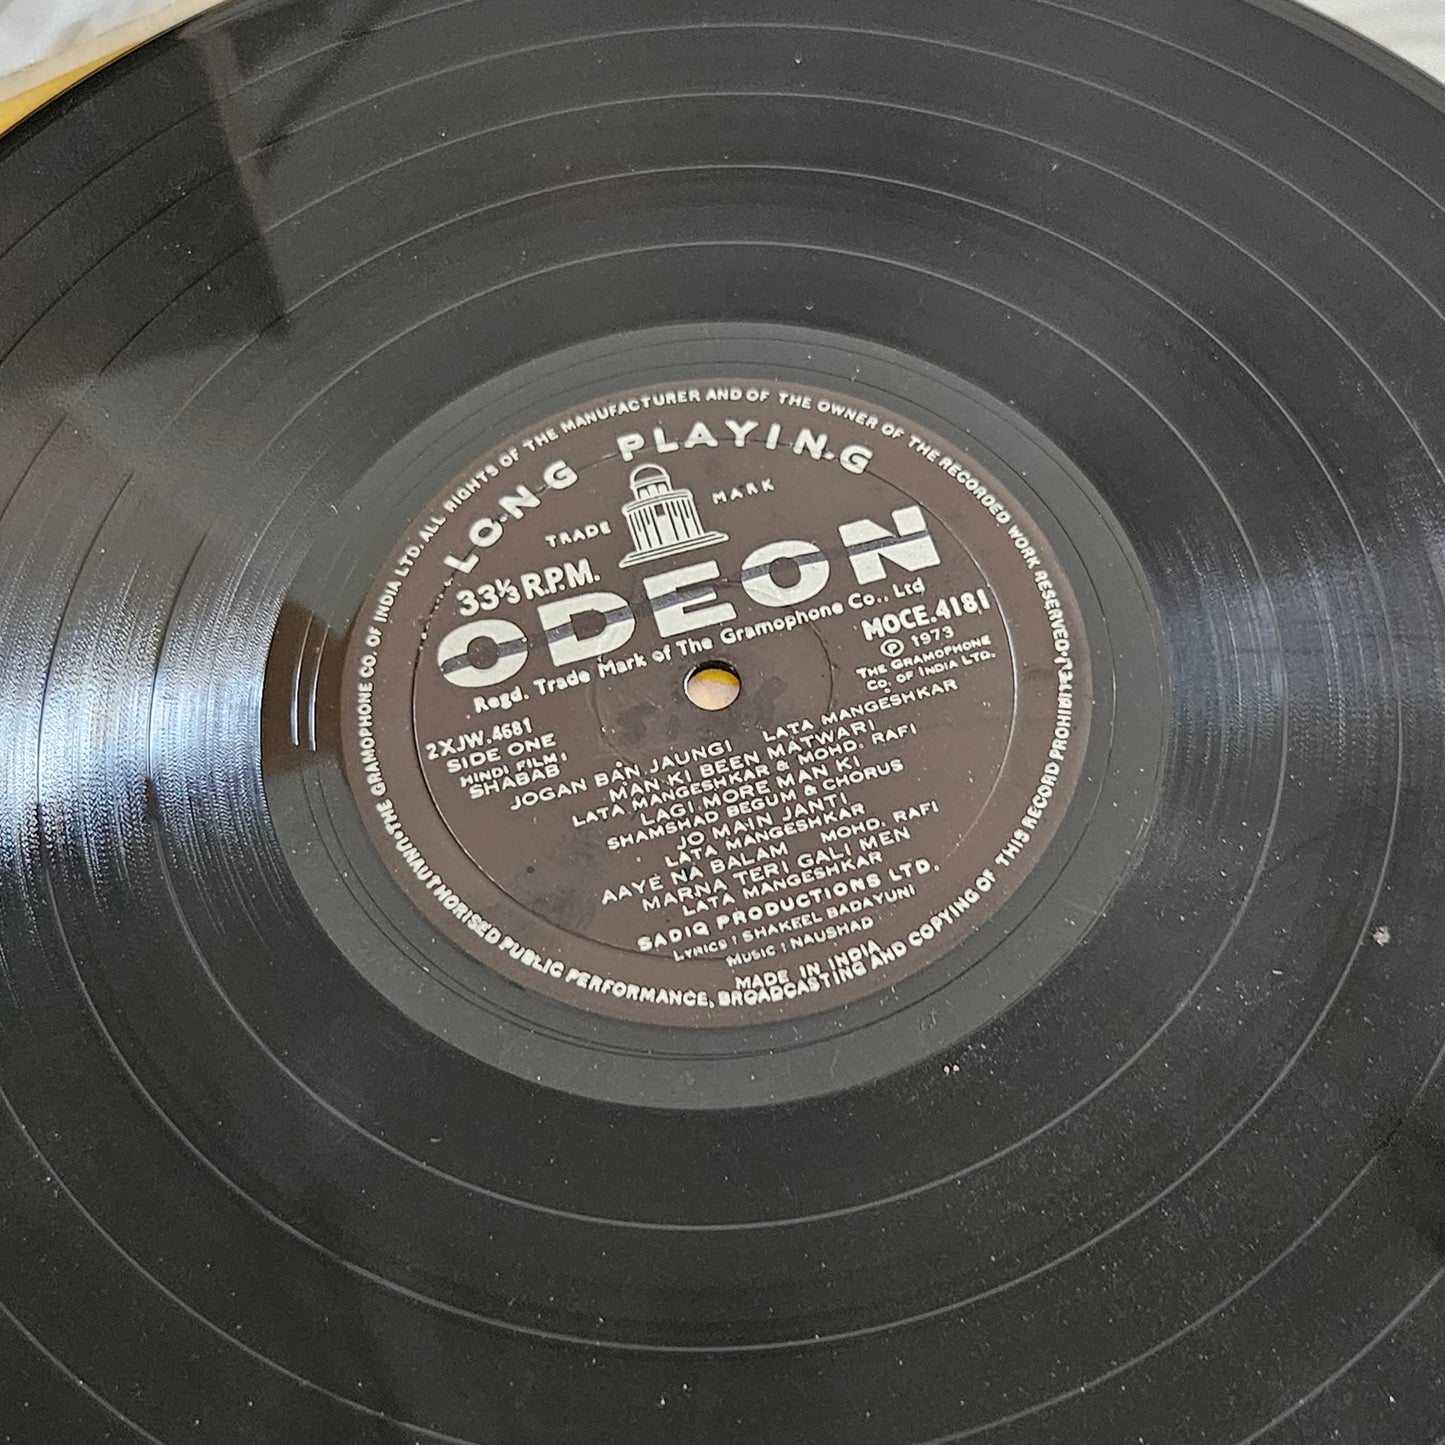 THE GRAMOPHONE CO. OF INDIA LTD. ALL RIGHTS OF THE MANUFACTURER AND OF THE OWNER OF THE RECORDED WORK RESERVED.
UNAUTHORISED PUBLIC PERFORMANCE, BROADCASTING AND COPYING OF THIS RECORD PROHIBITED
LONG PLAYING
TRADE MARK
33⅓ R.P.M.
ODEON
Regd. Trade Mark of The Gramophone Co., Ltd
MOCE.4181
℗ 1973
THE GRAMOPHONE
CO. OF INDIA LTD.
2XJW.4681
SIDE ONE
HINDI FILM:
SHABAB
JOGAN BAN JAUNGI LATA MANGESHKAR
MAN KI BEEN MATWARI
LATA MANGESHKAR & MOHD. RAFI
LAGI MORE MAN KI
SHAMSHAD BEGUM & CHORUS
JO MAIN JANTI
LATA MANGESHKAR
AAYE NA BALAM MOHD. RAFI
MARNA TERI GALI MEN
LATA MANGESHKAR
SADIQ PRODUCTIONS LTD.
LYRICS: SHAKEEL BADAYUNI
MUSIC: NAUSHAD
MADE IN INDIA